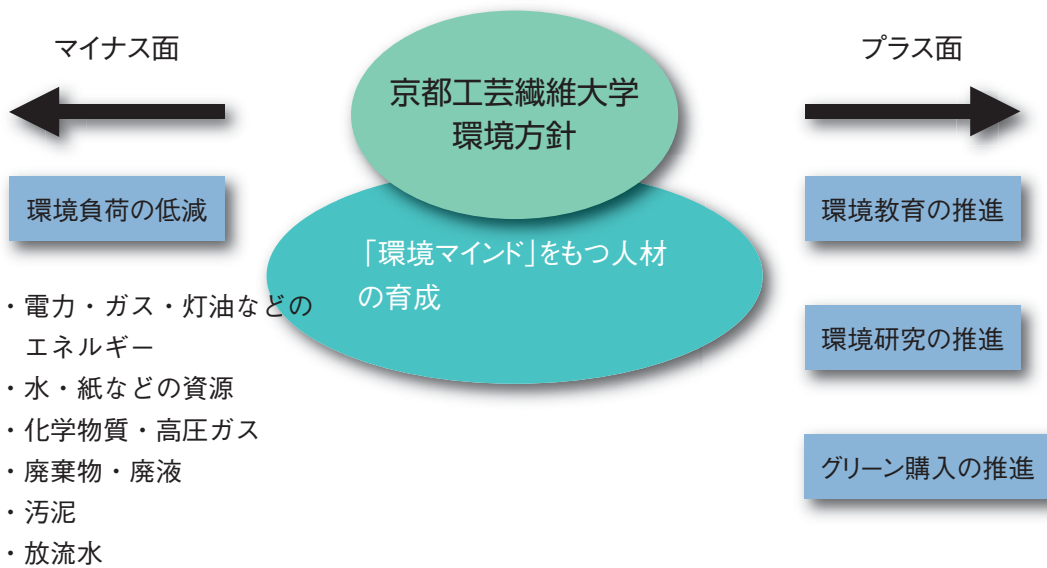 マイナス面
環境負荷の低減
・電力・ガス・灯油などの
エネルギー
・水・紙などの資源
・化学物質・高圧ガス
・廃棄物・廃液
・汚泥
・放流水
京都工芸繊維大学
環境方針
「環境マインド」をもつ人材
の育成
プラス面
環境教育の推進
環境研究の推進
グリーン購入の推進